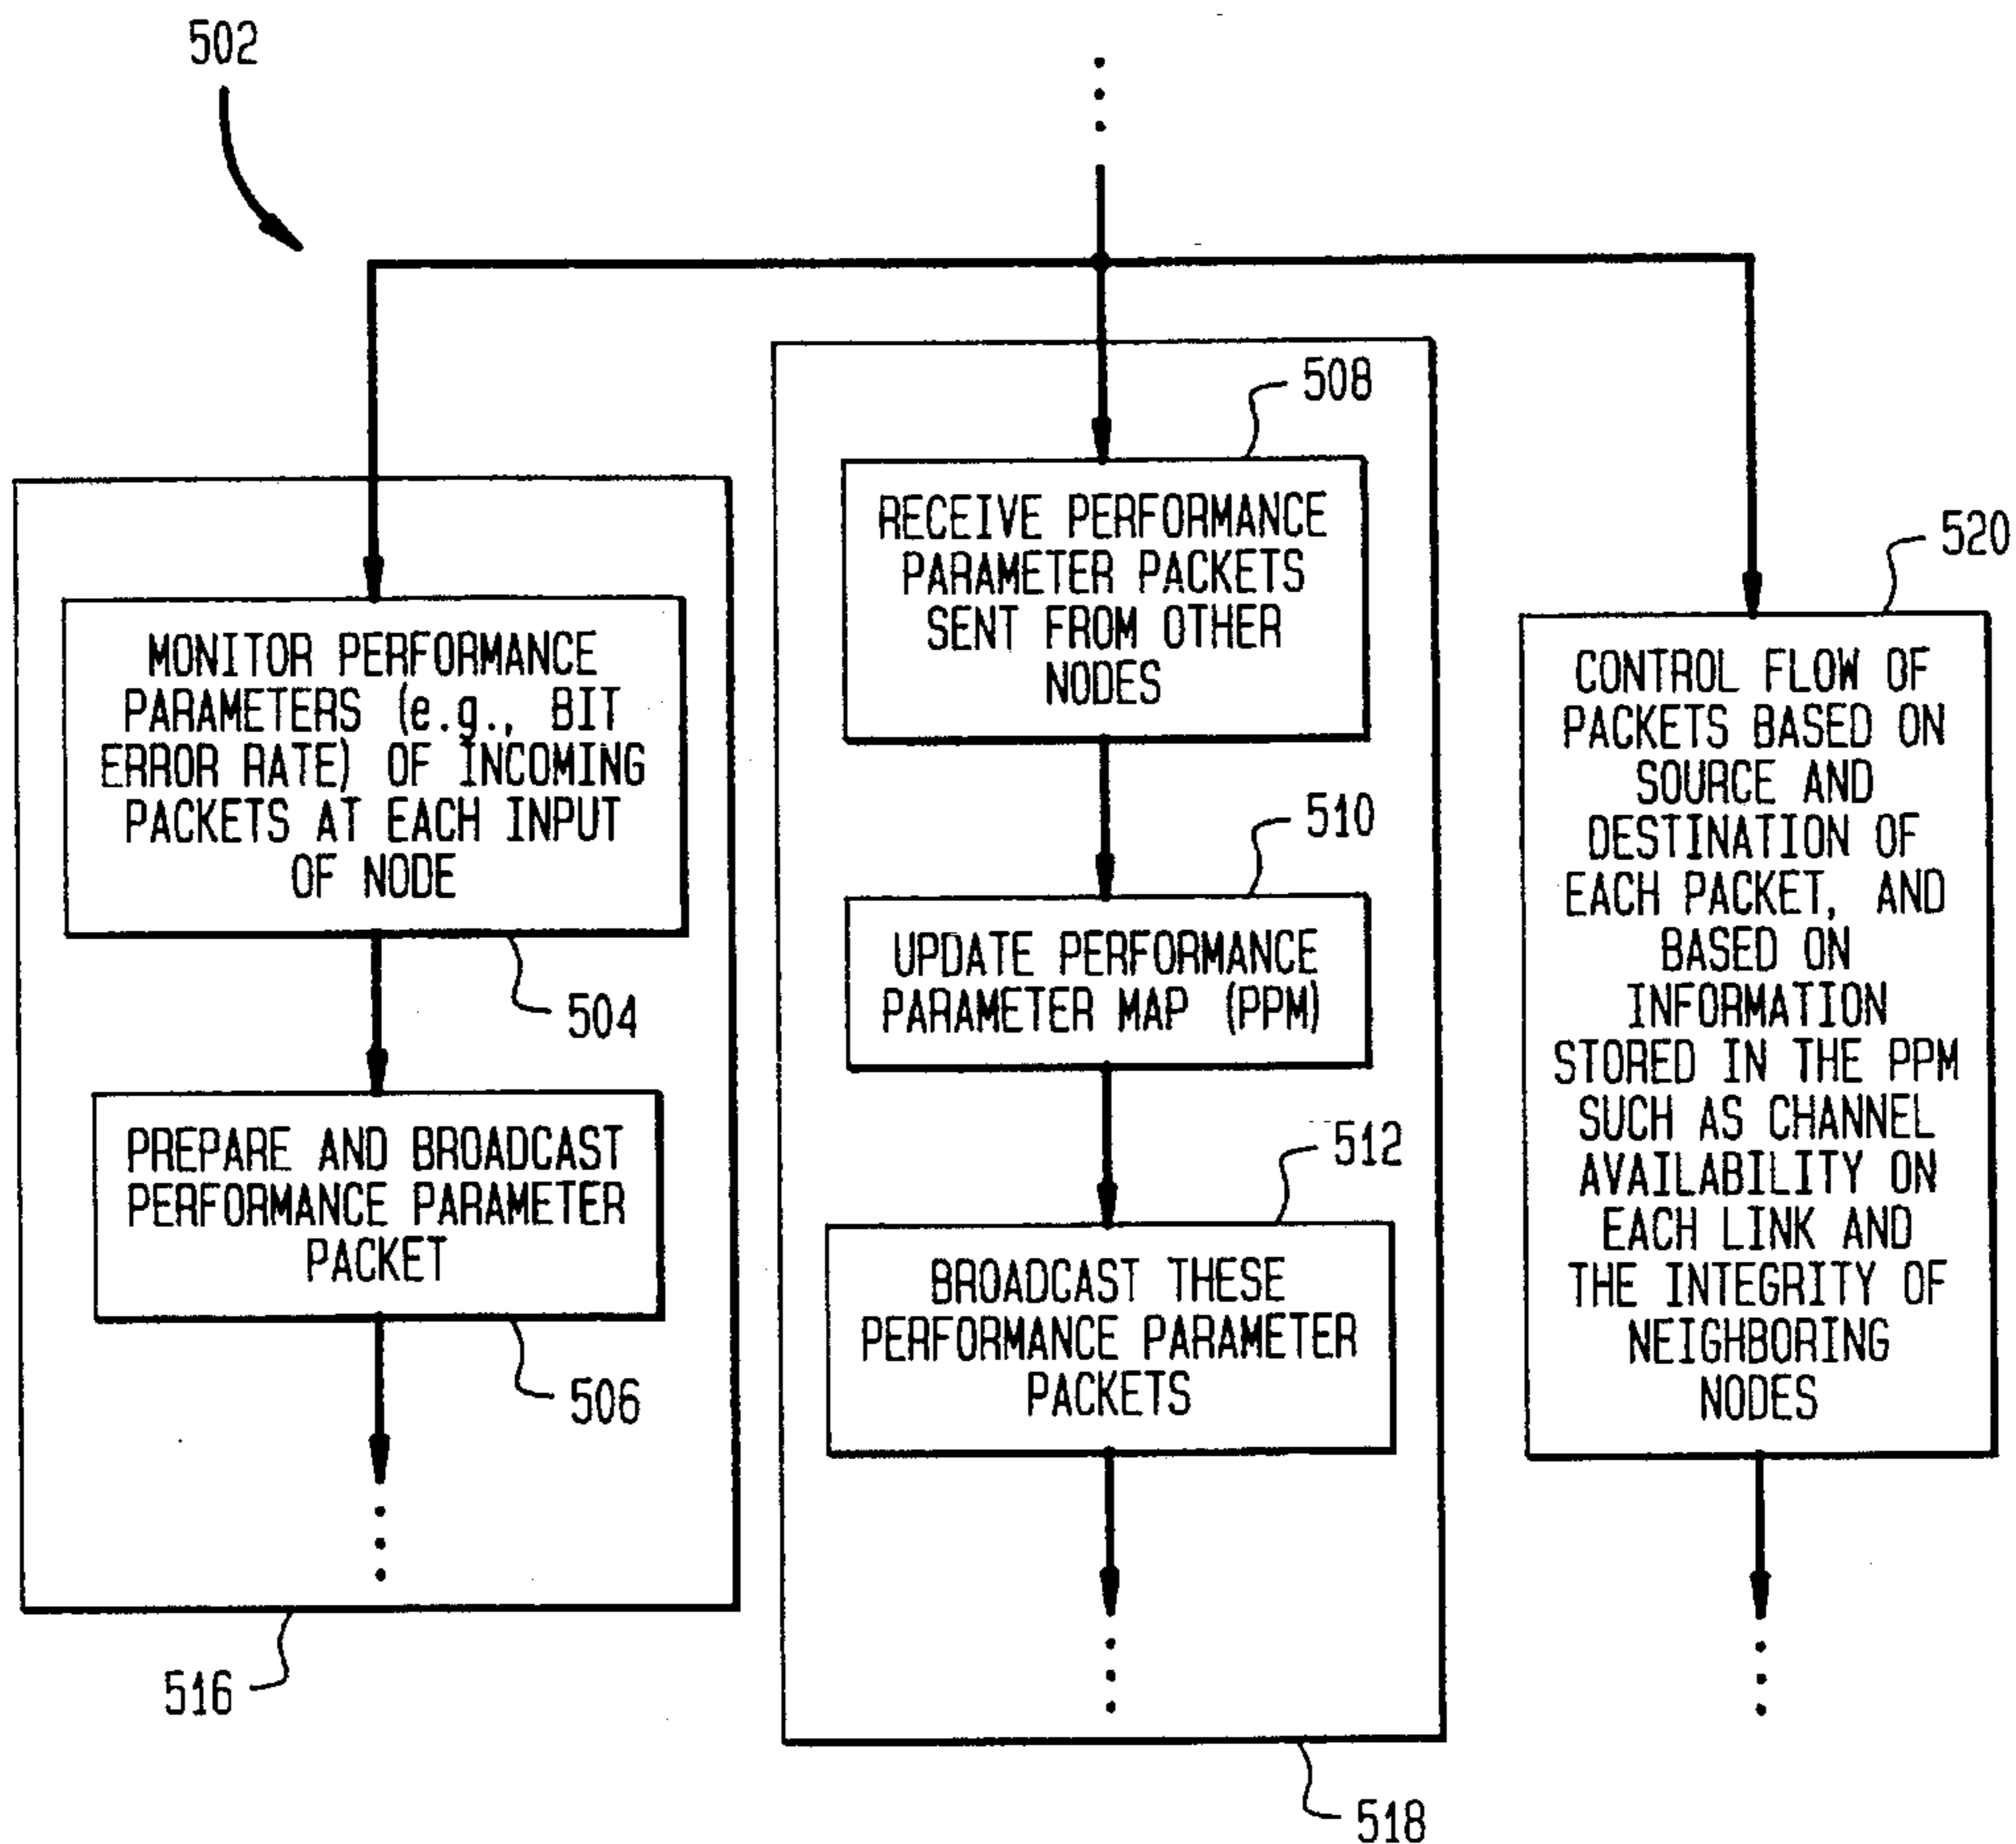 502
508
RECEIVE PERFORMANCE
PARAMETER PACKETS
SENT FROM OTHER
NODES
520
MONITOR PERFORMANCE
PARAMETERS (e.g., BIT
ERROR RATE) OF INCOMING
PACKETS AT EACH INPUT
OF NODE
504
510
UPDATE PERFORMANCE
PARAMETER MAP (PPM)
CONTROL FLOW OF
PACKETS BASED ON
SOURCE AND
DESTINATION OF
EACH PACKET, AND
BASED ON
INFORMATION
STORED IN THE PPM
SUCH AS CHANNEL
AVAILABILITY ON
EACH LINK AND
THE INTEGRITY OF
NEIGHBORING
NODES
PREPARE AND BROADCAST
PERFORMANCE PARAMETER
PACKET
506
512
BROADCAST THESE
PERFORMANCE PARAMETER
PACKETS
516
518